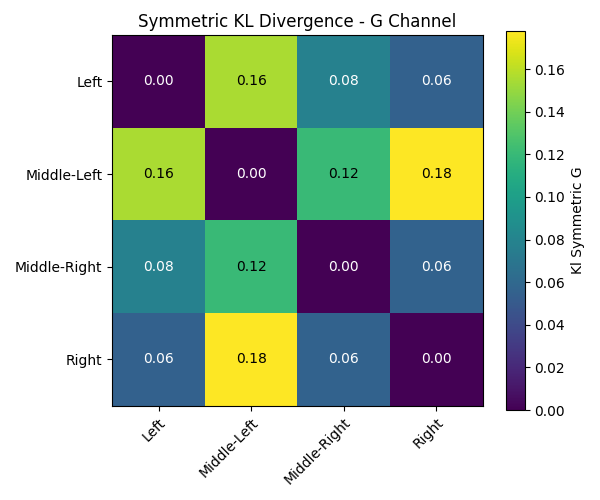 Symmetric KL Divergence - G Channel
Left 0.00 0.16 0.08 0.06
Middle-Left 0.16 0.00 0.12 0.18
Middle-Right 0.08 0.12 0.00 0.06
Right 0.06 0.18 0.06 0.00
Left Middle-Left Middle-Right Right
0.16
0.14
0.12
0.10
0.08
0.06
0.04
0.02
0.00
Kl Symmetric G